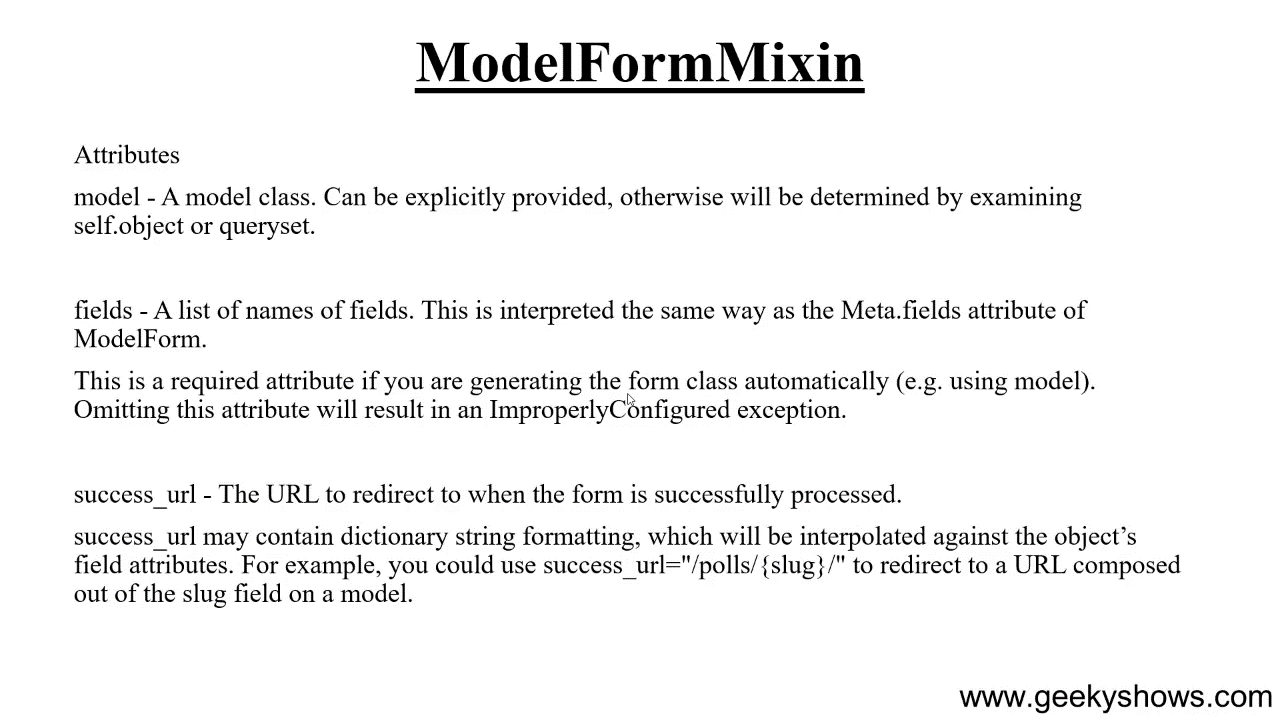 ModelFormMixin
Attributes
model - A model class. Can be explicitly provided, otherwise will be determined by examining
self.object or queryset.
fields - A list of names of fields. This is interpreted the same way as the Meta.fields attribute of
ModelForm.
This is a required attribute if you are generating the form class automatically (e.g. using model).
Omitting this attribute will result in an ImproperlyConfigured exception.
success_url - The URL to redirect to when the form is successfully processed.
success_url may contain dictionary string formatting, which will be interpolated against the object’s
field attributes. For example, you could use success_url="/polls/{slug}/" to redirect to a URL composed
out of the slug field on a model.
www.geekyshows.com